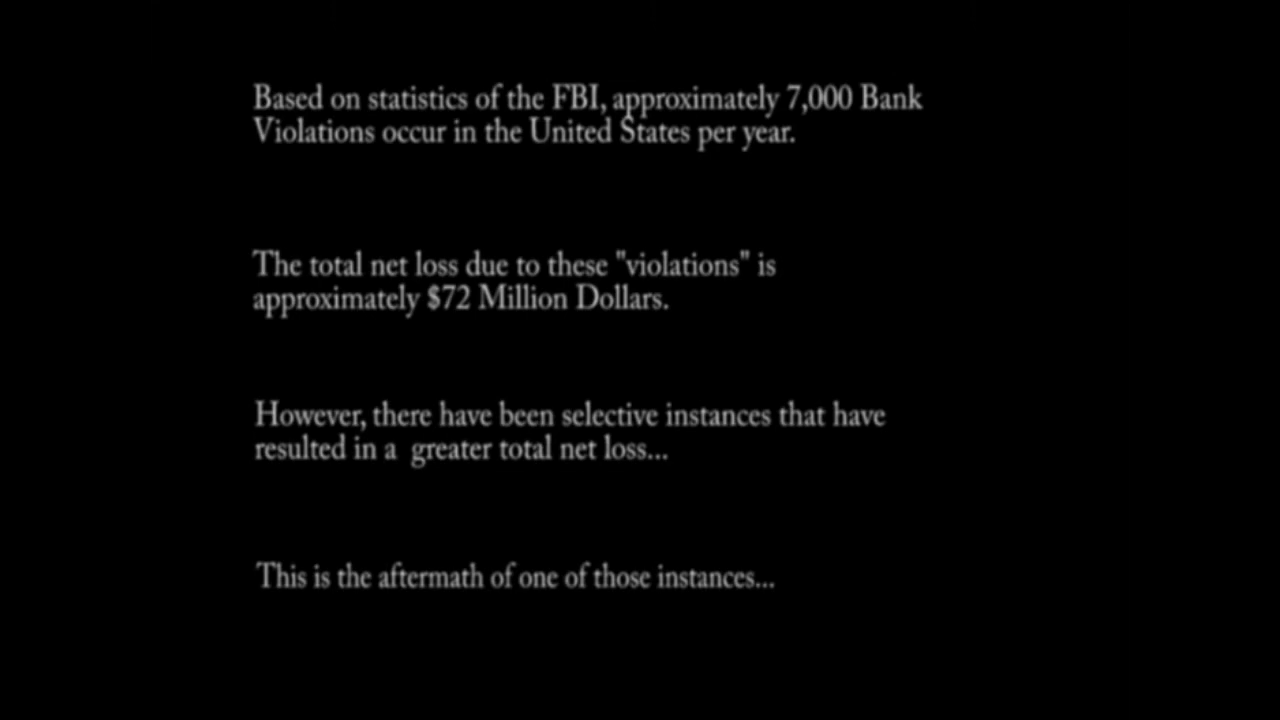 Based on statistics of the FBI, approximately 7,000 Bank
Violations occur in the United States per year.
The total net loss due to these "violations" is
approximately $72 Million Dollars.
However, there have been selective instances that have
resulted in a  greater total net loss...
This is the aftermath of one of those instances...